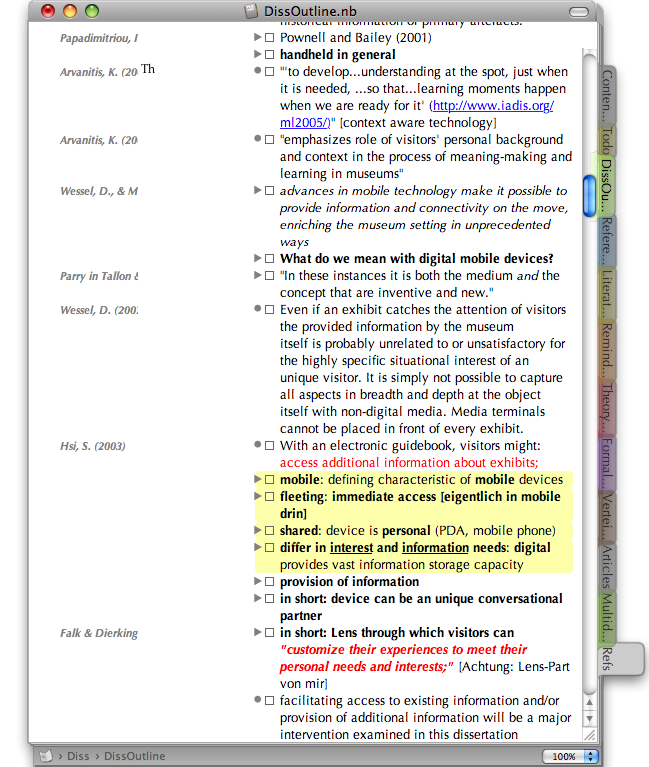 DissOutline.nb
historical information or primary artefacts.
Papadimitriou, I
Pownell and Bailey (2001)
handheld in general
Arvanitis, K. (20
Th
"'to develop...understanding at the spot, just when
it is needed, ...so that...learning moments happen
when we are ready for it' (http://www.iadis.org/
ml2005/)" [context aware technology]
Arvanitis, K. (20
"emphasizes role of visitors' personal background
and context in the process of meaning-making and
learning in museums"
Wessel, D., & M
advances in mobile technology make it possible to
provide information and connectivity on the move,
enriching the museum setting in unprecedented
ways
What do we mean with digital mobile devices?
Parry in Tallon &
"In these instances it is both the medium and the
concept that are inventive and new."
Wessel, D. (200
Even if an exhibit catches the attention of visitors
the provided information by the museum
itself is probably unrelated to or unsatisfactory for
the highly specific situational interest of an
unique visitor. It is simply not possible to capture
all aspects in breadth and depth at the object
itself with non-digital media. Media terminals
cannot be placed in front of every exhibit.
Hsi, S. (2003)
With an electronic guidebook, visitors might:
access additional information about exhibits;
mobile: defining characteristic of mobile devices
fleeting: immediate access [eigentlich in mobile
drin]
shared: device is personal (PDA, mobile phone)
differ in interest and information needs: digital
provides vast information storage capacity
provision of information
in short: device can be an unique conversational
partner
Falk & Dierking
in short: Lens through which visitors can
"customize their experiences to meet their
personal needs and interests;" [Achtung: Lens-Part
von mir]
facilitating access to existing information and/or
provision of additional information will be a major
intervention examined in this dissertation
Conten...
Todo
DissOu...
Refere...
Literat...
Remind...
Theory...
Formal...
Vertei...
Articles
Multid...
Refs
› Diss › DissOutline
100%